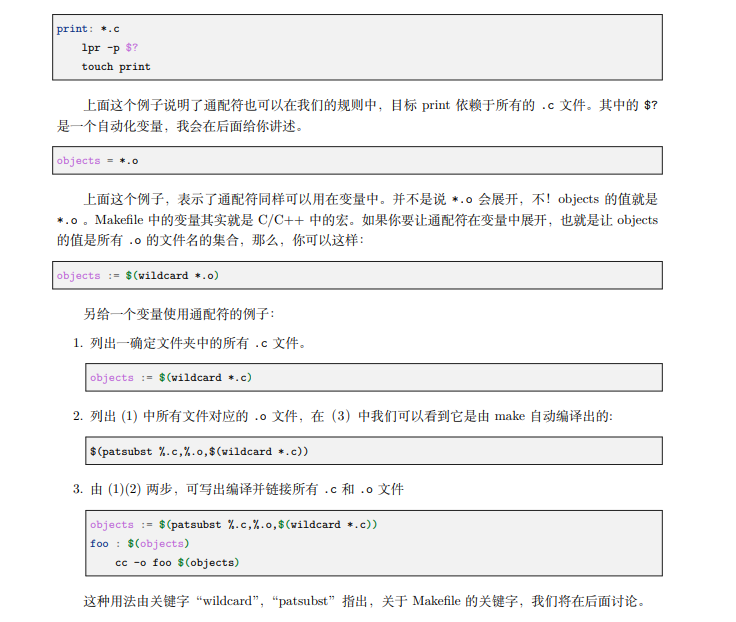 print: *.c
    lpr -p $?
    touch print
上面这个例子说明了通配符也可以在我们的规则中，目标 print 依赖于所有的 .c 文件。其中的 $?
是一个自动化变量，我会在后面给你讲述。
objects = *.o
上面这个例子，表示了通配符同样可以用在变量中。并不是说 *.o 会展开，不！objects 的值就是
*.o 。Makefile 中的变量其实就是 C/C++ 中的宏。如果你要让通配符在变量中展开，也就是让 objects
的值是所有 .o 的文件名的集合，那么，你可以这样：
objects := $(wildcard *.o)
另给一个变量使用通配符的例子：
1. 列出一确定文件夹中的所有 .c 文件。
objects := $(wildcard *.c)
2. 列出 (1) 中所有文件对应的 .o 文件，在（3）中我们可以看到它是由 make 自动编译出的:
$(patsubst %.c,%.o,$(wildcard *.c))
3. 由 (1)(2) 两步，可写出编译并链接所有 .c 和 .o 文件
objects := $(patsubst %.c,%.o,$(wildcard *.c))
foo : $(objects)
    cc -o foo $(objects)
这种用法由关键字 “wildcard”，“patsubst” 指出，关于 Makefile 的关键字，我们将在后面讨论。